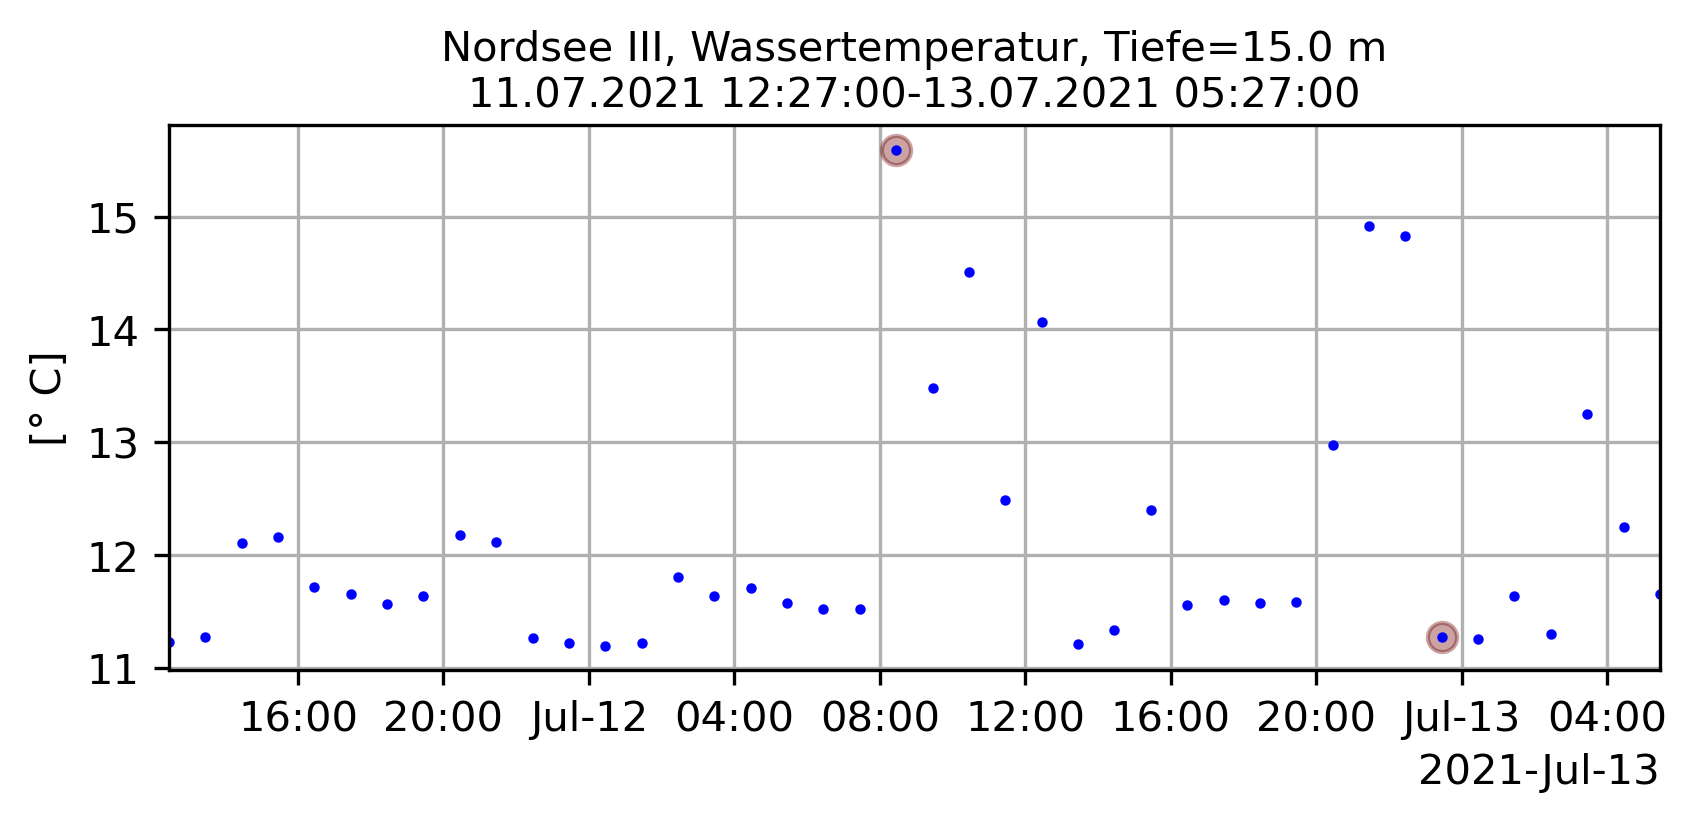 Nordsee III, Wassertemperatur, Tiefe=15.0 m
11.07.2021 12:27:00-13.07.2021 05:27:00
[° C]
15
14
13
12
11
16:00 20:00 Jul-12 04:00 08:00 12:00 16:00 20:00 Jul-13 04:00
2021-Jul-13